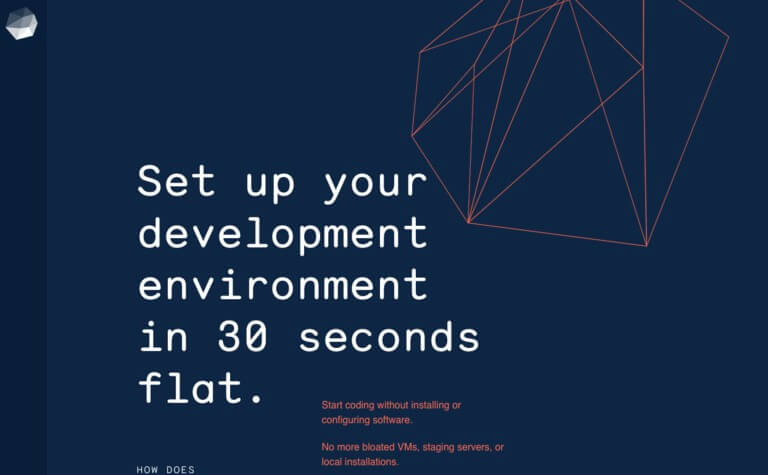 Set up your
development
environment
in 30 seconds
flat.
Start coding without installing or
configuring software.
No more bloated VMs, staging servers, or
local installations.
HOW DOES